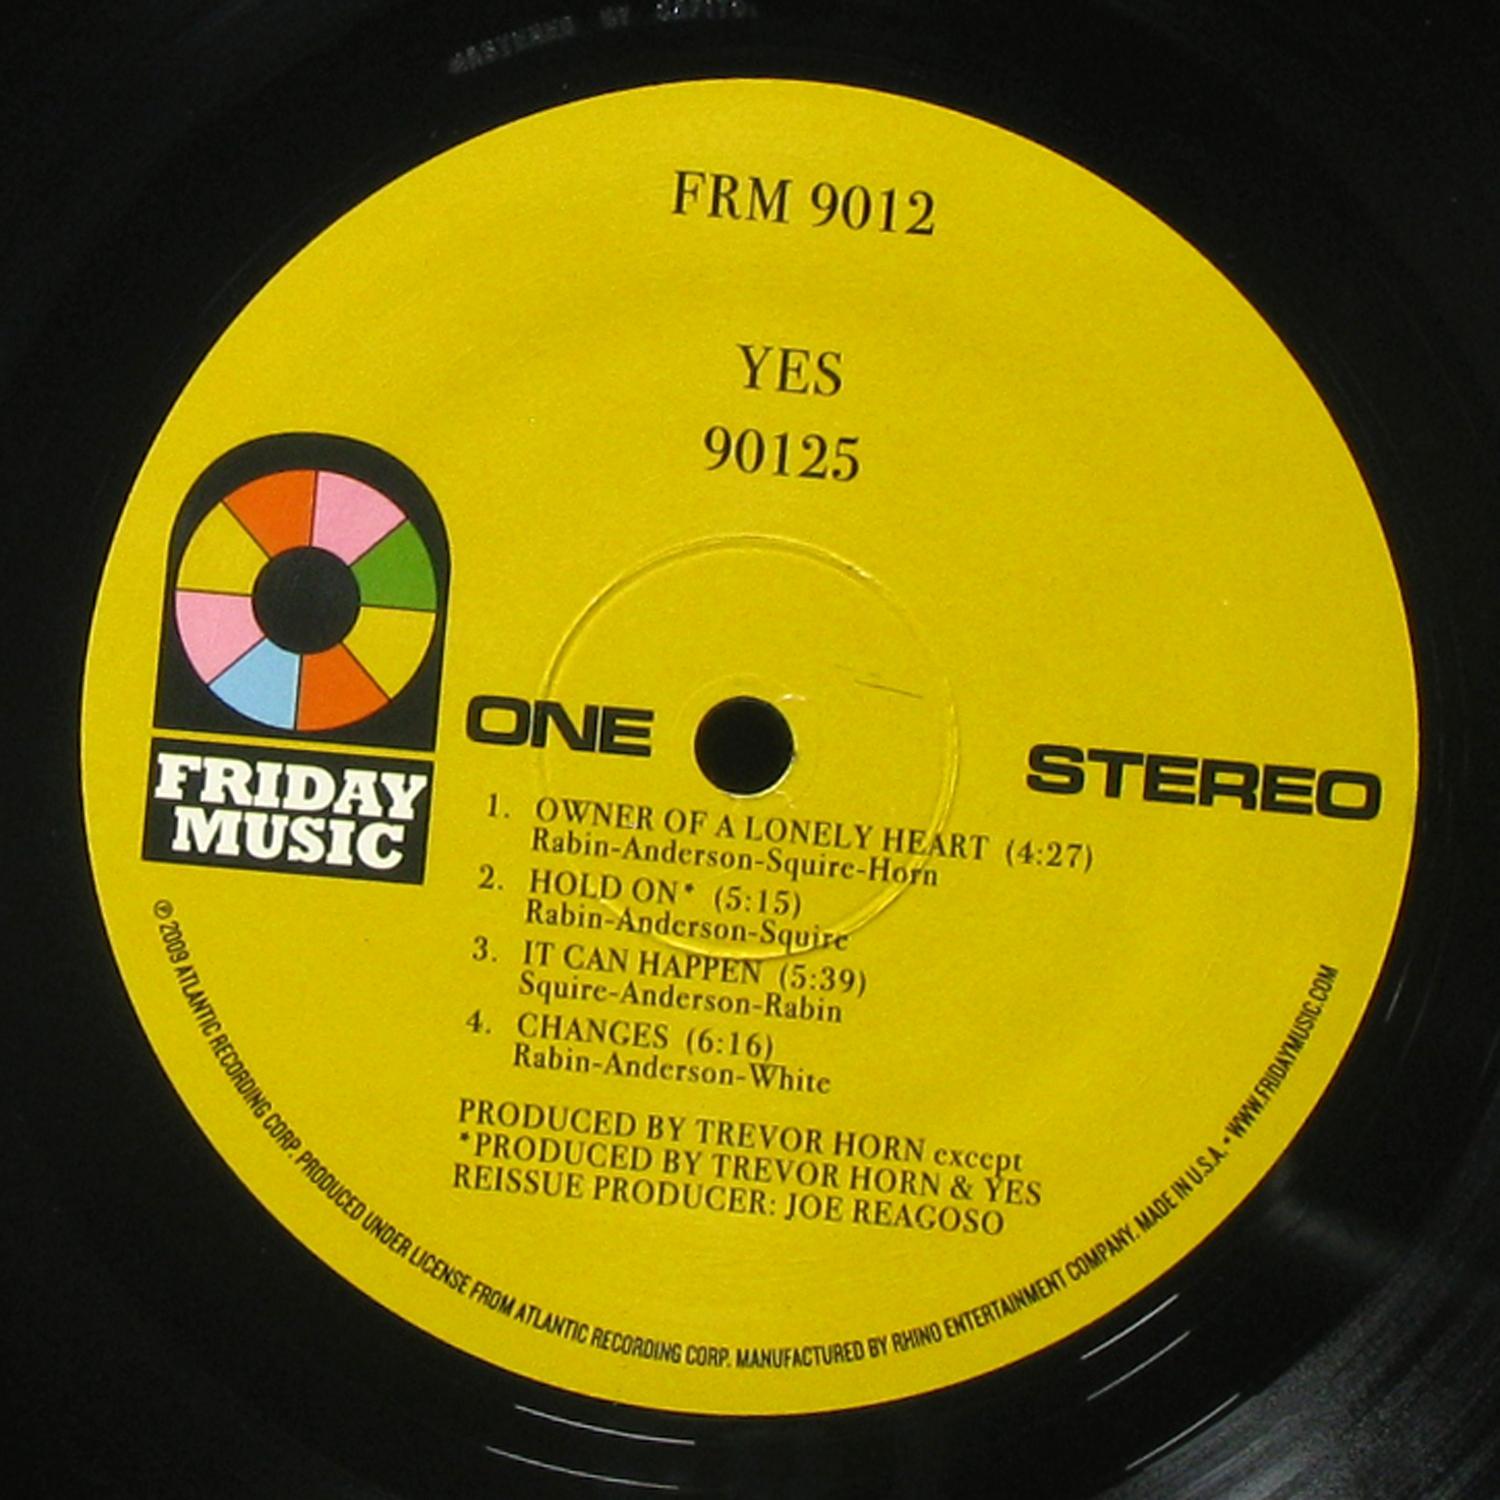 FRM 9012
YES
90125
FRIDAY
MUSIC
ONE
STEREO
1. OWNER OF A LONELY HEART (4:27)
Rabin-Anderson-Squire-Horn
2. HOLD ON* (5:15)
Rabin-Anderson-Squire
3. IT CAN HAPPEN (5:39)
Squire-Anderson-Rabin
4. CHANGES (6:16)
Rabin-Anderson-White
PRODUCED BY TREVOR HORN except
*PRODUCED BY TREVOR HORN & YES
REISSUE PRODUCER: JOE REAGOSO
℗ 2009 ATLANTIC RECORDING CORP. PRODUCED UNDER LICENSE FROM ATLANTIC RECORDING CORP. MANUFACTURED BY RHINO ENTERTAINMENT COMPANY. MADE IN U.S.A. • WWW.FRIDAYMUSIC.COM